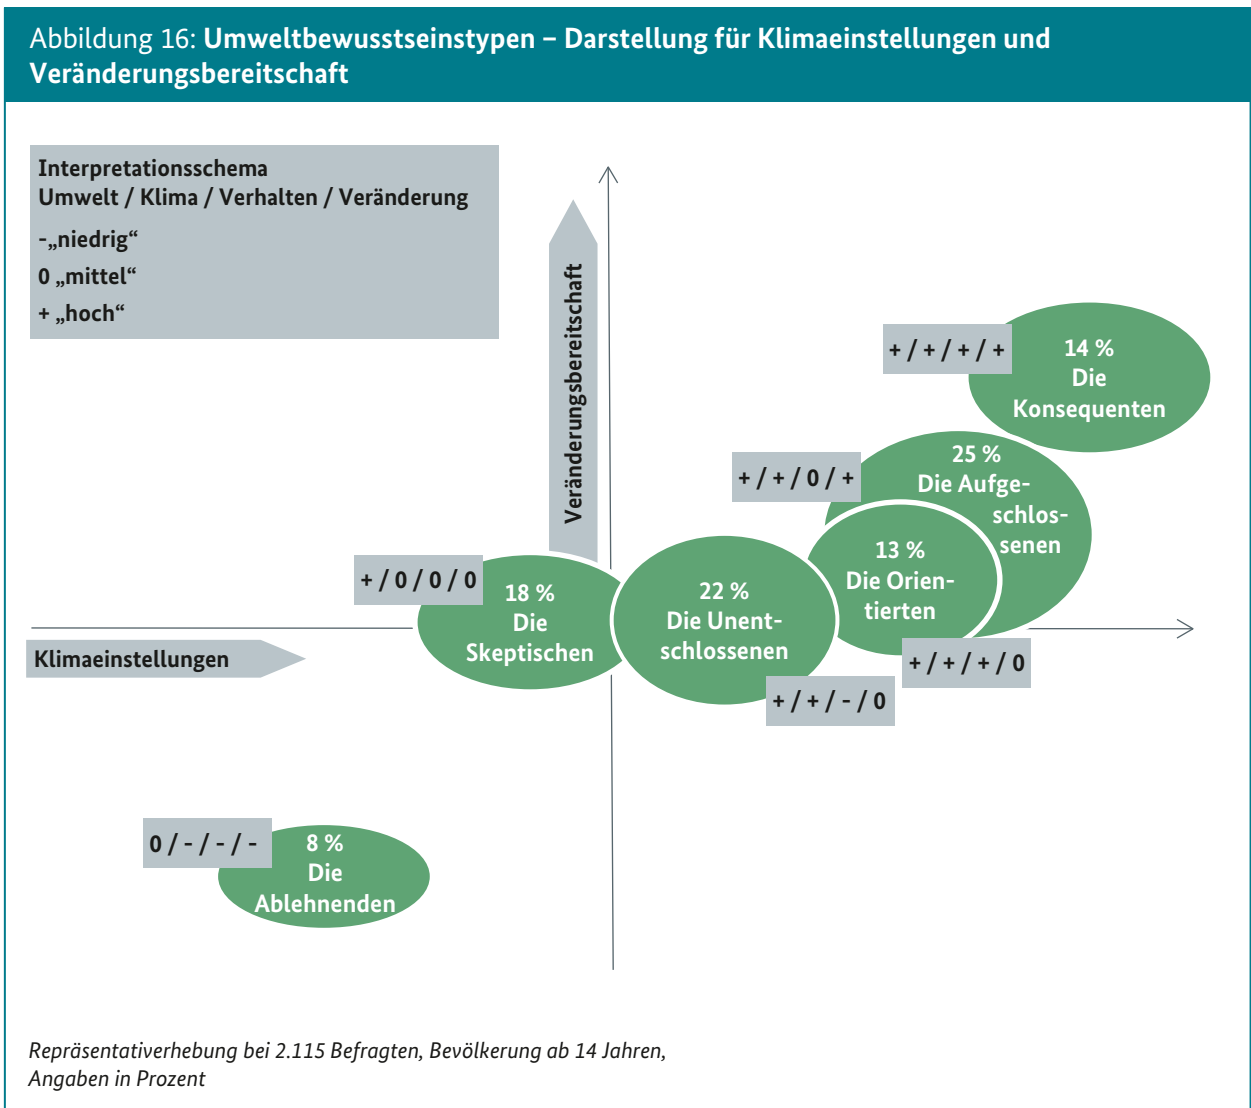 Abbildung 16: Umweltbewusstseinstypen – Darstellung für Klimaeinstellungen und
Veränderungsbereitschaft
Interpretationsschema
Umwelt / Klima / Verhalten / Veränderung
-„niedrig“
0 „mittel“
+ „hoch“
Veränderungsbereitschaft
+ / + / + / +
14 %
Die
Konsequenten
+ / + / 0 / +
25 %
Die Aufge-
schlos-
senen
13 %
Die Orien-
tierten
+ / + / + / 0
22 %
Die Unent-
schlossenen
+ / + / - / 0
+ / 0 / 0 / 0
18 %
Die
Skeptischen
Klimaeinstellungen
0 / - / - / -
8 %
Die
Ablehnenden
Repräsentativerhebung bei 2.115 Befragten, Bevölkerung ab 14 Jahren,
Angaben in Prozent